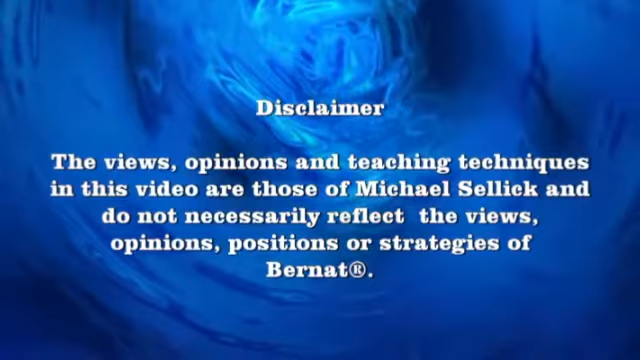 Disclaimer
The views, opinions and teaching techniques
in this video are those of Michael Sellick and
do not necessarily reflect the views,
opinions, positions or strategies of
Bernat®.